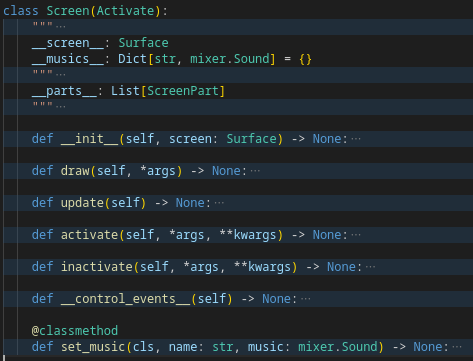 class Screen(Activate):
    """···
    __screen__: Surface
    __musics__: Dict[str, mixer.Sound] = {}
    """···
    __parts__: List[ScreenPart]
    """···
    def __init__(self, screen: Surface) -> None:···
    def draw(self, *args) -> None:···
    def update(self) -> None:···
    def activate(self, *args, **kwargs) -> None:···
    def inactivate(self, *args, **kwargs) -> None:···
    def __control_events__(self) -> None:···
    @classmethod
    def set_music(cls, name: str, music: mixer.Sound) -> None:···